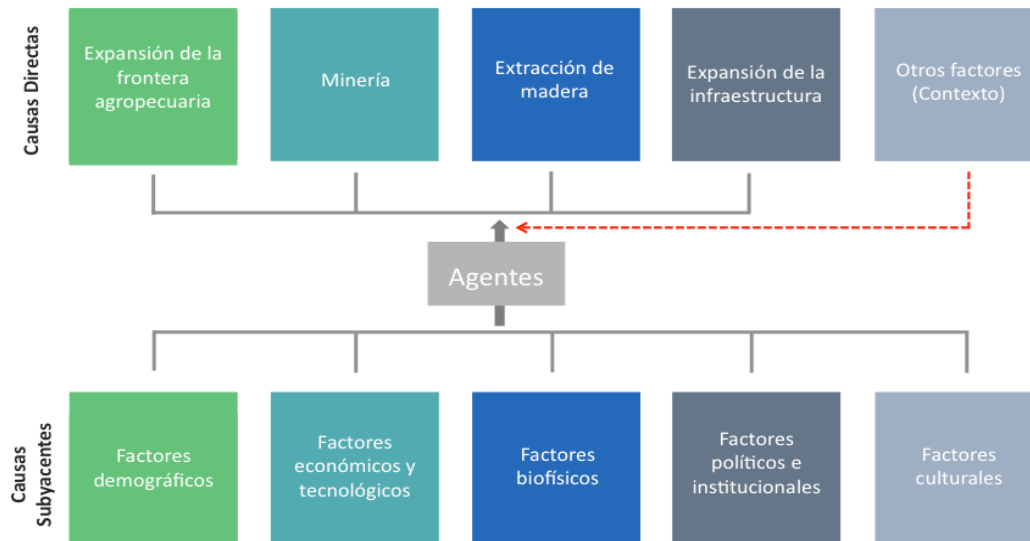 Causas Directas
Expansión de la
frontera
agropecuaria
Minería
Extracción de
madera
Expansión de la
infraestructura
Otros factores
(Contexto)
Agentes
Causas
Subyacentes
Factores
demográficos
Factores
económicos y
tecnológicos
Factores
biofísicos
Factores
políticos e
institucionales
Factores
culturales